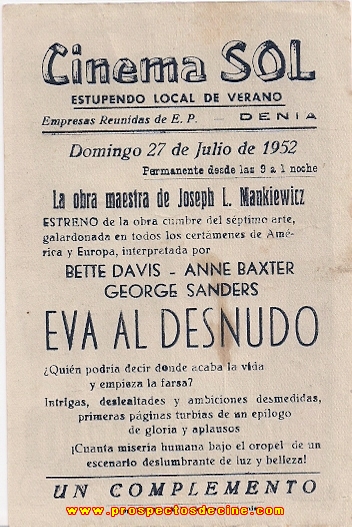 Cinema SOL
ESTUPENDO LOCAL DE VERANO
Empresas Reunidas de E. P. - DENIA
Domingo 27 de Julio de 1952
Permanente desde las 9 a 1 noche
La obra maestra de Joseph L. Mankiewicz
ESTRENO de la obra cumbre del séptimo arte,
galardonada en todos los certámenes de Amé-
rica y Europa, interpretada por
BETTE DAVIS - ANNE BAXTER
GEORGE SANDERS
EVA AL DESNUDO
¿Quién podría decir donde acaba la vida
y empieza la farsa?
Intrigas, deslealtades y ambiciones desmedidas,
primeras páginas turbias de un epílogo
de gloria y aplausos
¡Cuanta miseria humana bajo el oropel de un
escenario deslumbrante de luz y belleza!
UN COMPLEMENTO
www.prospectosdecine.com